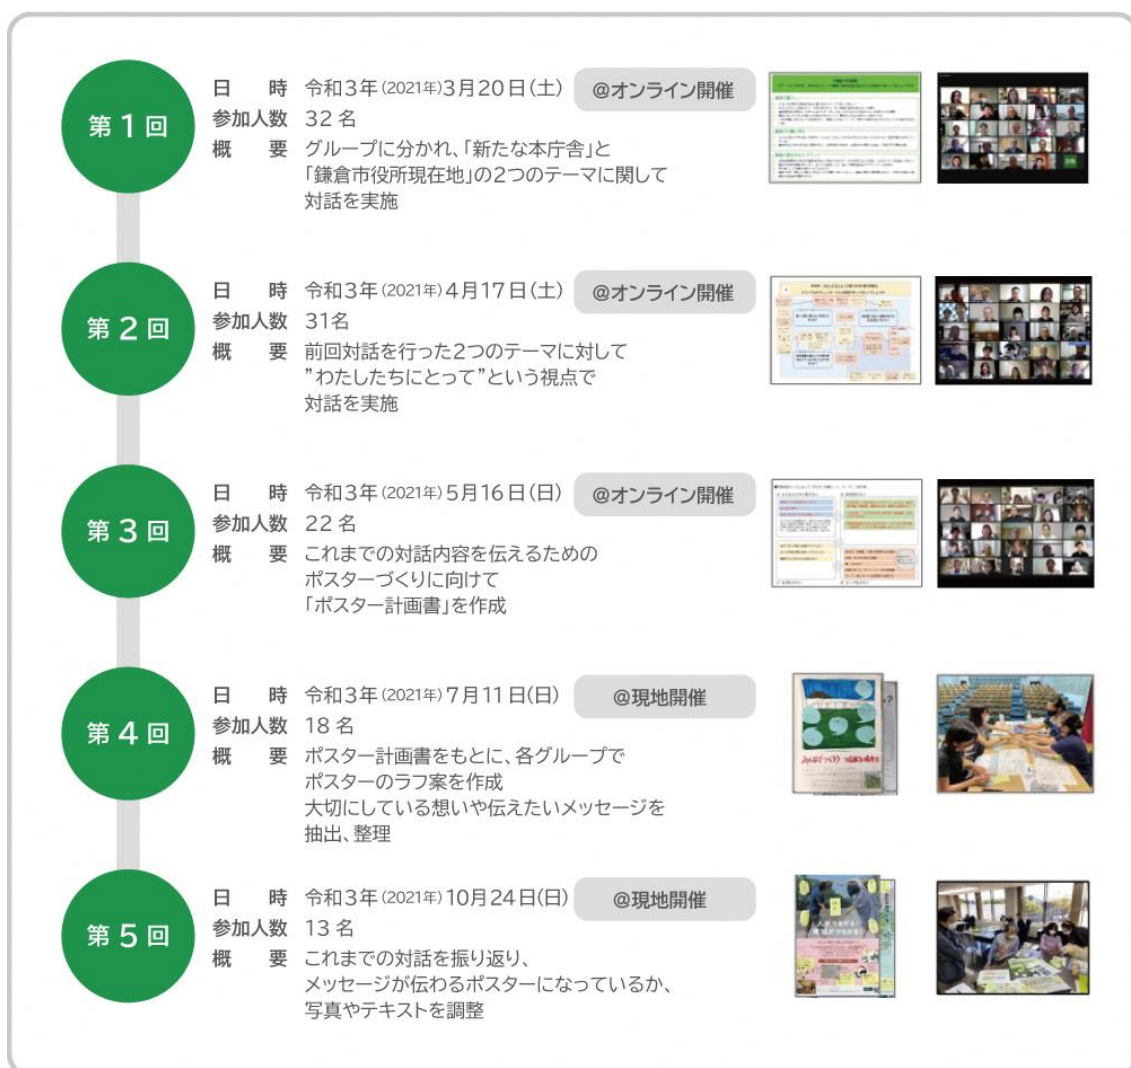 第1回
日　時 令和3年(2021年)3月20日(土) @オンライン開催
参加人数 32名
概　要 グループに分かれ、「新たな本庁舎」と
「鎌倉市役所現在地」の2つのテーマに関して
対話を実施
第2回
日　時 令和3年(2021年)4月17日(土) @オンライン開催
参加人数 31名
概　要 前回対話を行った2つのテーマに対して
”わたしたちにとって”という視点で
対話を実施
第3回
日　時 令和3年(2021年)5月16日(日) @オンライン開催
参加人数 22名
概　要 これまでの対話内容を伝えるための
ポスターづくりに向けて
「ポスター計画書」を作成
第4回
日　時 令和3年(2021年)7月11日(日) @現地開催
参加人数 18名
概　要 ポスター計画書をもとに、各グループで
ポスターのラフ案を作成
大切にしている想いや伝えたいメッセージを
抽出、整理
第5回
日　時 令和3年(2021年)10月24日(日) @現地開催
参加人数 13名
概　要 これまでの対話を振り返り、
メッセージが伝わるポスターになっているか、
写真やテキストを調整